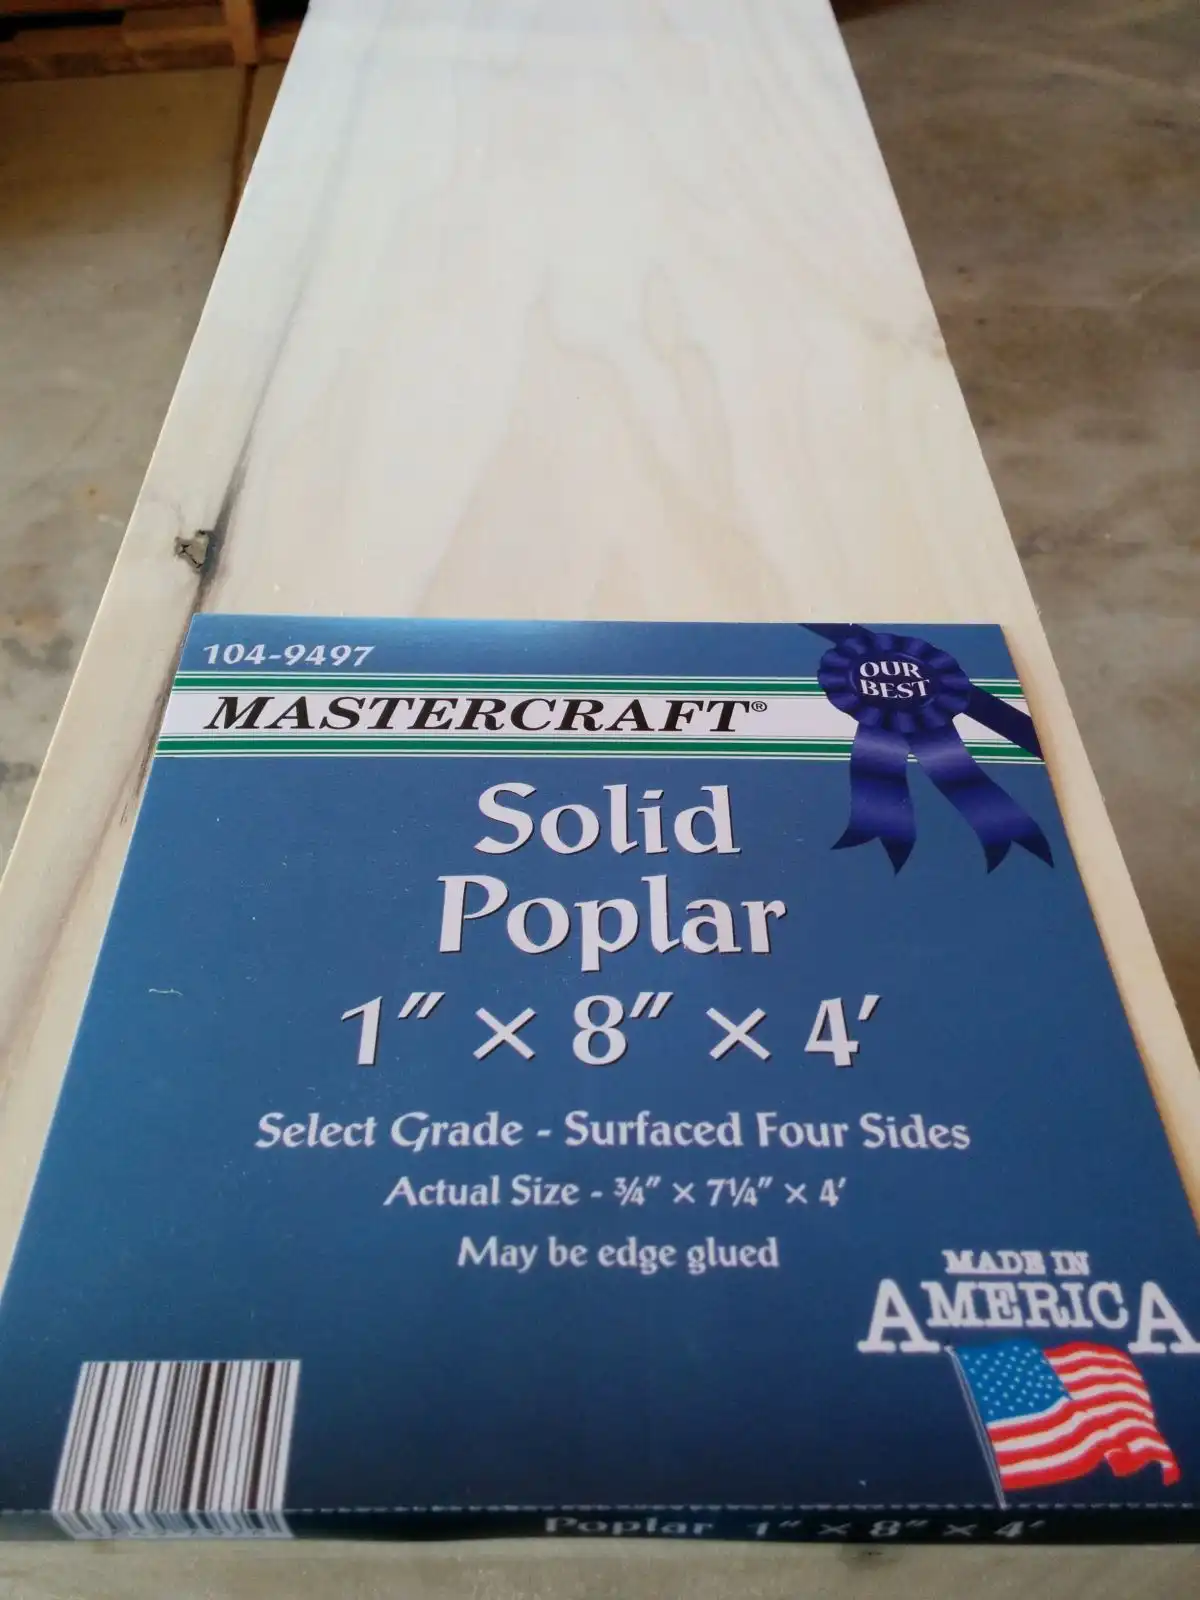 104-9497
MASTERCRAFT®
OUR
BEST
Solid
Poplar
1" × 8" × 4'
Select Grade - Surfaced Four Sides
Actual Size - ¾" × 7¼" × 4'
May be edge glued
MADE IN
AMERICA
Poplar 1" × 8" × 4'